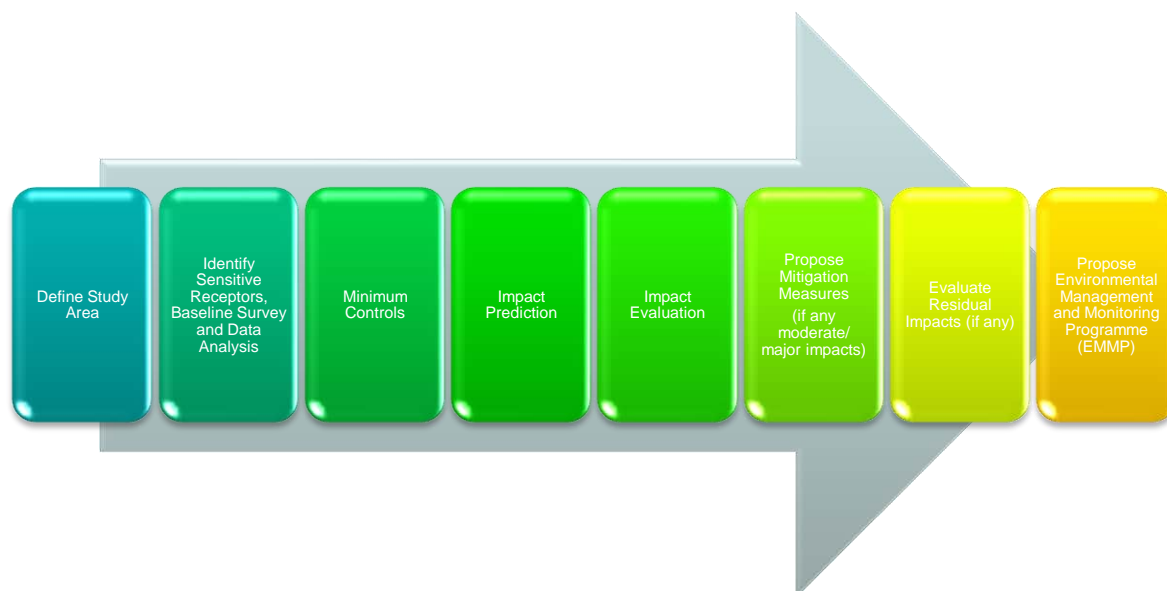 Define Study
Area
Identify
Sensitive
Receptors,
Baseline Survey
and Data
Analysis
Minimum
Controls
Impact
Prediction
Impact
Evaluation
Propose
Mitigation
Measures
(if any
moderate/
major impacts)
Evaluate
Residual
Impacts (if any)
Propose
Environmental
Management
and Monitoring
Programme
(EMMP)